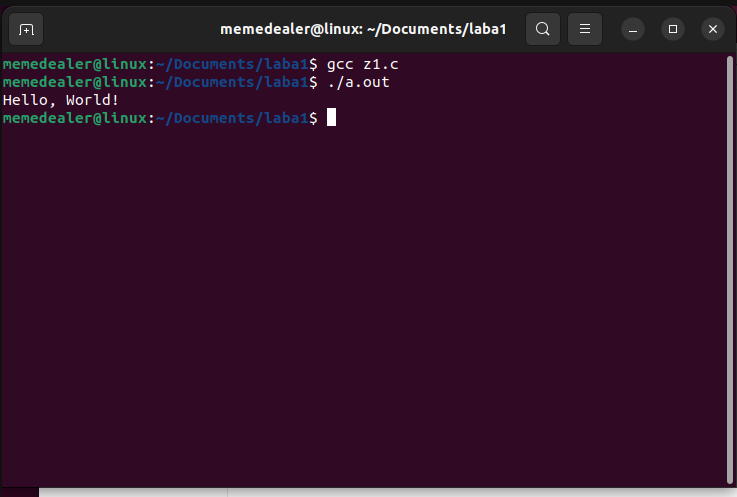 memedealer@linux: ~/Documents/laba1
memedealer@linux:~/Documents/laba1$ gcc z1.c
memedealer@linux:~/Documents/laba1$ ./a.out
Hello, World!
memedealer@linux:~/Documents/laba1$